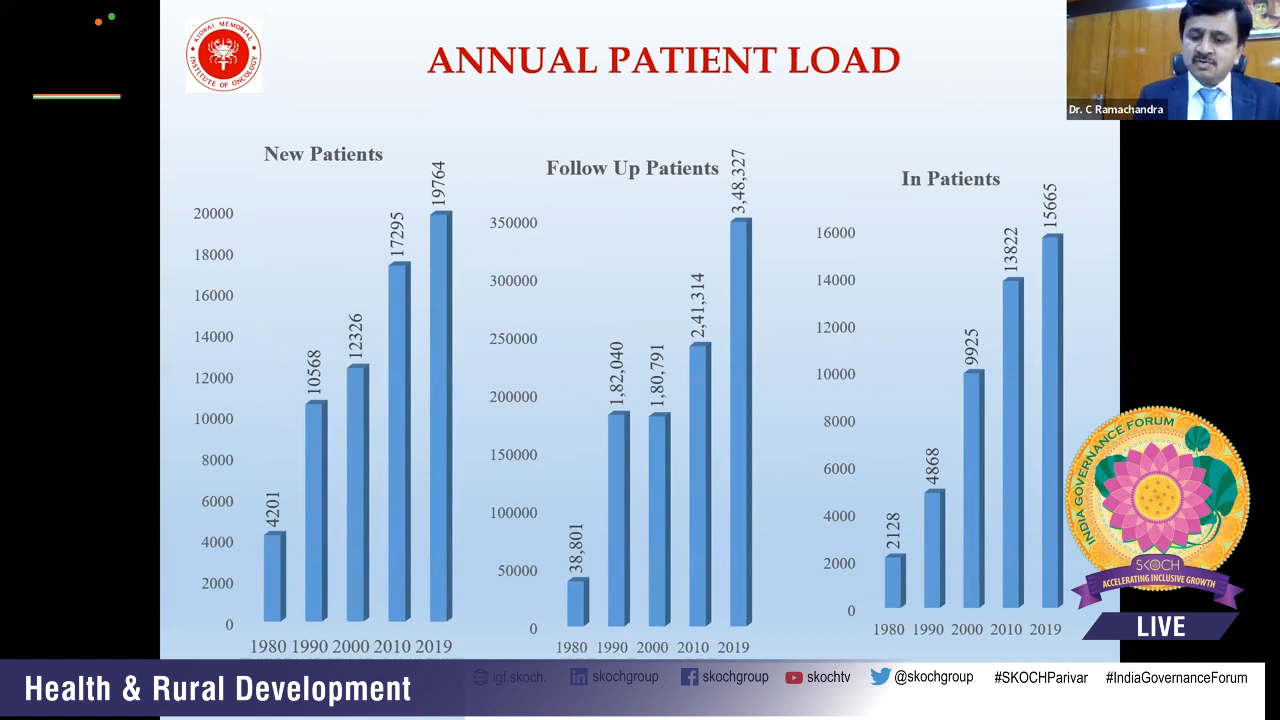 KIDWAI MEMORIAL
INSTITUTE OF ONCOLOGY
ANNUAL PATIENT LOAD
Dr. C Ramachandra
New Patients
20000
18000
16000
14000
12000
10000
8000
6000
4000
2000
0
4201
10568
12326
17295
19764
1980 1990 2000 2010 2019
Follow Up Patients
350000
300000
250000
200000
150000
100000
50000
0
38,801
1,82,040
1,80,791
2,41,314
3,48,327
1980 1990 2000 2010 2019
In Patients
16000
14000
12000
10000
8000
6000
4000
2000
0
2128
4868
9925
13822
15665
1980 1990 2000 2010 2019
INDIA GOVERNANCE FORUM
SKOCH
ACCELERATING INCLUSIVE GROWTH
LIVE
Health & Rural Development
igf.skoch. skochgroup skochgroup skochtv @skochgroup #SKOCHParivar #IndiaGovernanceForum